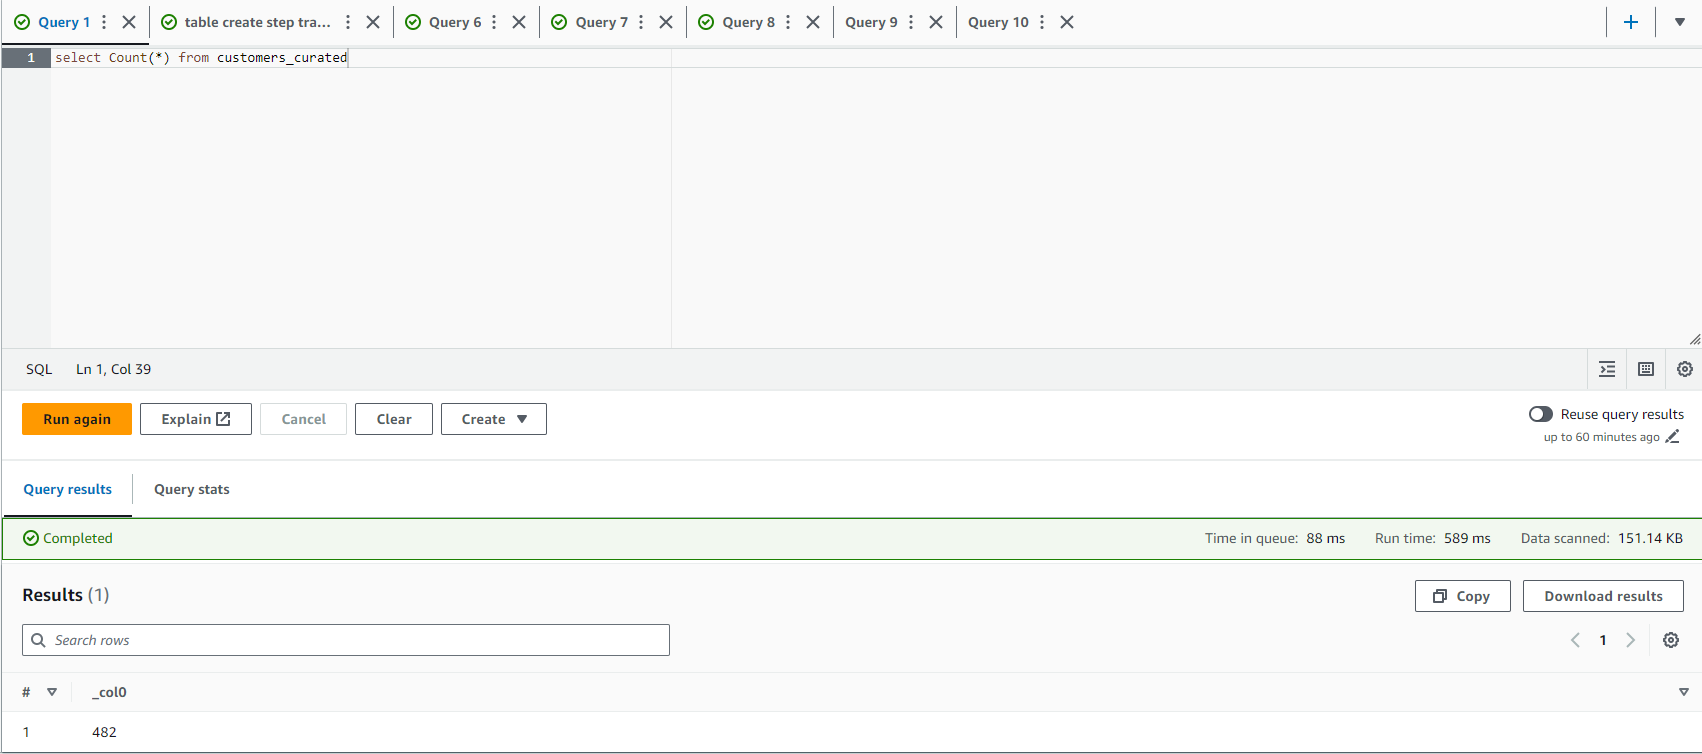 Query 1 table create step tra... Query 6 Query 7 Query 8 Query 9 Query 10
1 select Count(*) from customers_curated
SQL Ln 1, Col 39
Run again Explain Cancel Clear Create Reuse query results
up to 60 minutes ago
Query results Query stats
Completed Time in queue: 88 ms Run time: 589 ms Data scanned: 151.14 KB
Results (1) Copy Download results
Search rows 1
# _col0
1 482